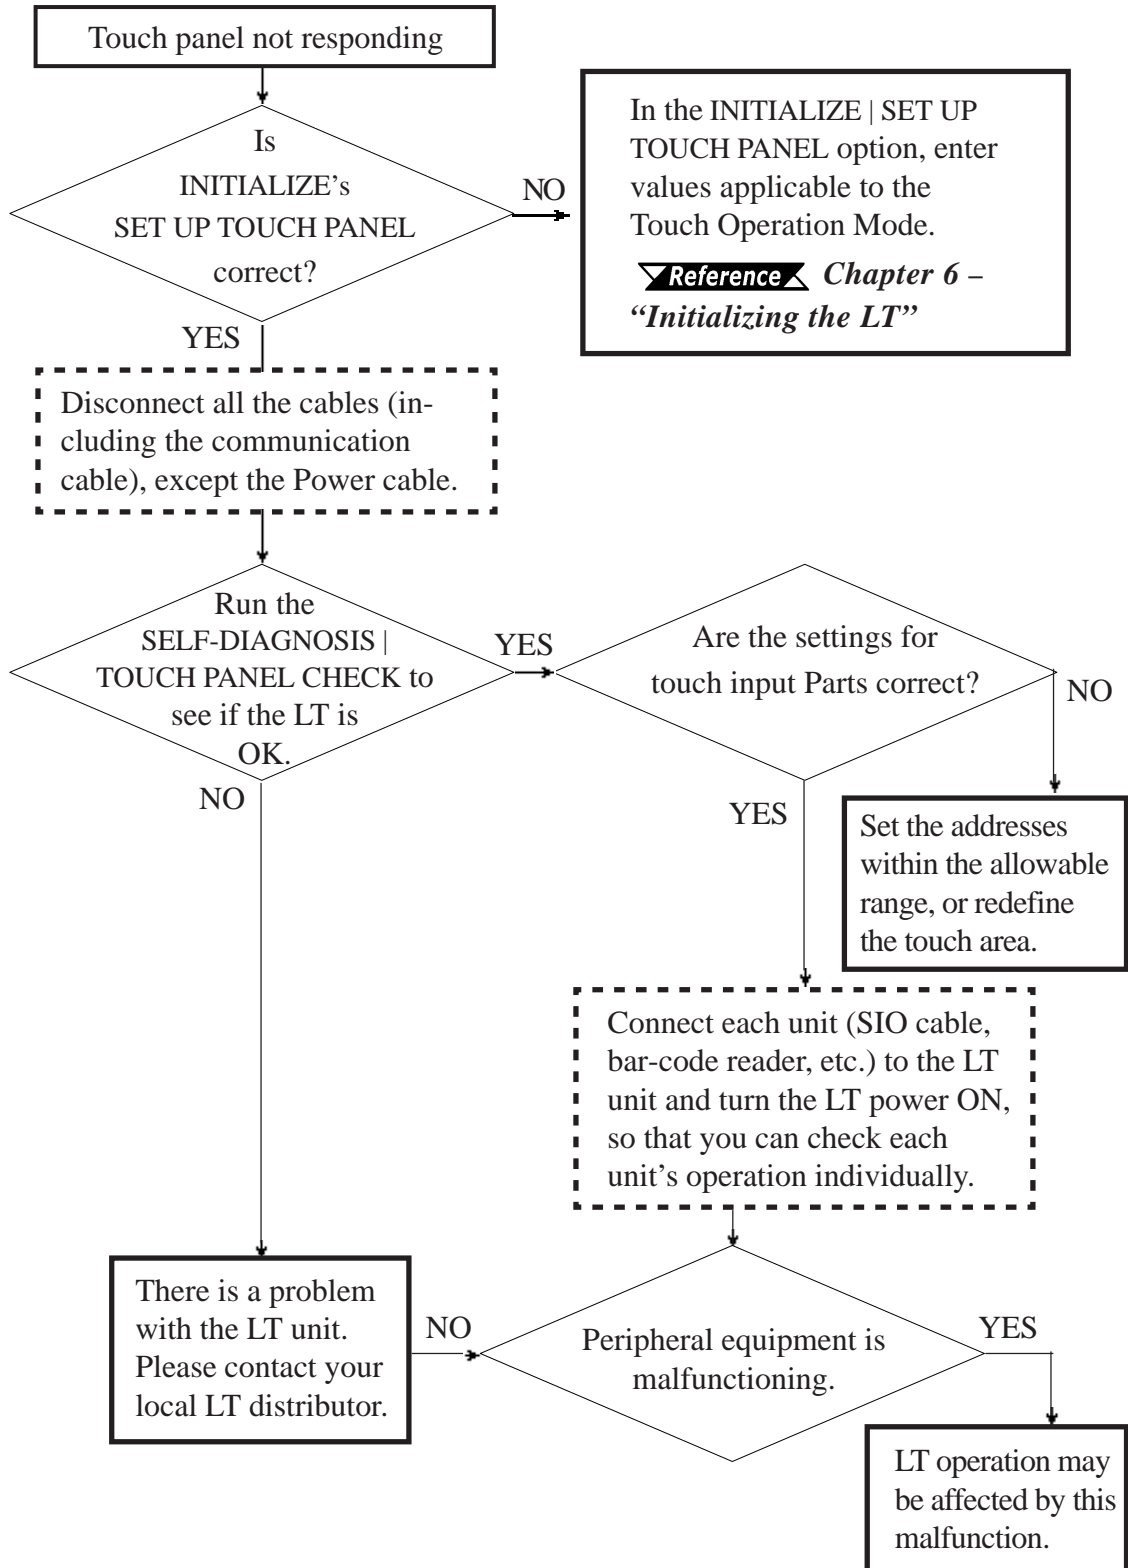 Touch panel not responding
Is
INITIALIZE’s
SET UP TOUCH PANEL
correct?
NO
In the INITIALIZE | SET UP
TOUCH PANEL option, enter
values applicable to the
Touch Operation Mode.
Reference Chapter 6 –
“Initializing the LT”
YES
Disconnect all the cables (in-
cluding the communication
cable), except the Power cable.
Run the
SELF-DIAGNOSIS |
TOUCH PANEL CHECK to
see if the LT is
OK.
YES
Are the settings for
touch input Parts correct?
NO
NO
YES
Set the addresses
within the allowable
range, or redefine
the touch area.
Connect each unit (SIO cable,
bar-code reader, etc.) to the LT
unit and turn the LT power ON,
so that you can check each
unit’s operation individually.
There is a problem
with the LT unit.
Please contact your
local LT distributor.
NO
Peripheral equipment is
malfunctioning.
YES
LT operation may
be affected by this
malfunction.